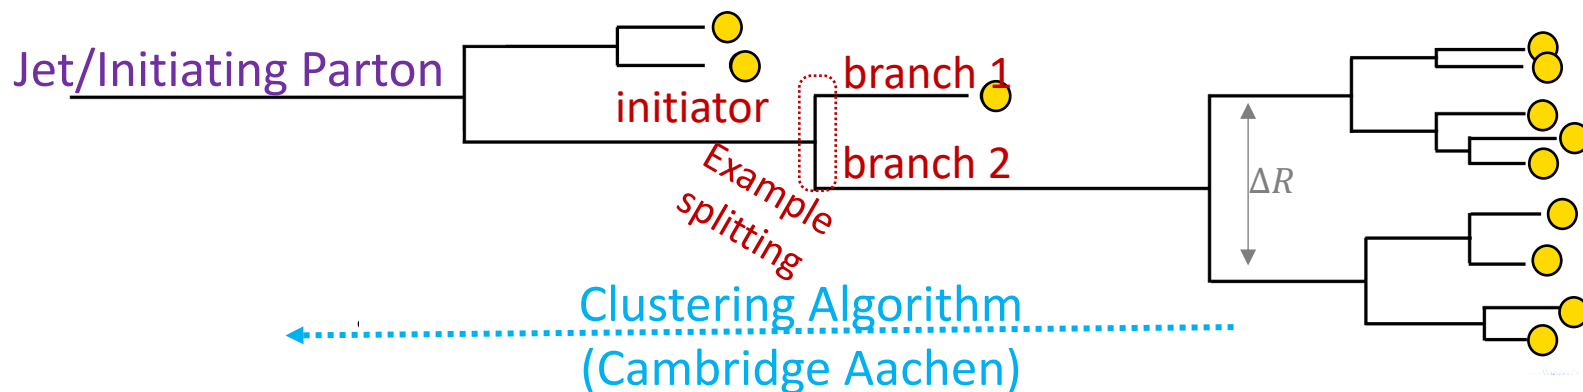 Jet/Initiating Parton
initiator
branch 1
branch 2
Example
splitting
ΔR
Clustering Algorithm
(Cambridge Aachen)